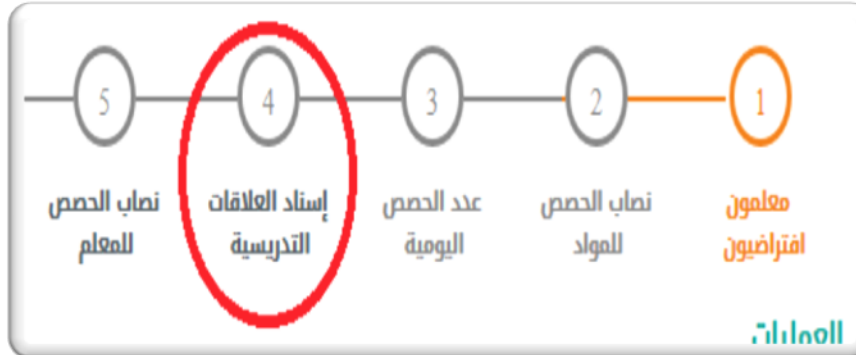 1
2
3
4
5
معلمون
افتراضيون
نصاب الحصص
للمواد
عدد الحصص
اليومية
إسناد العلاقات
التدريسية
نصاب الحصص
للمعلم
العمليات